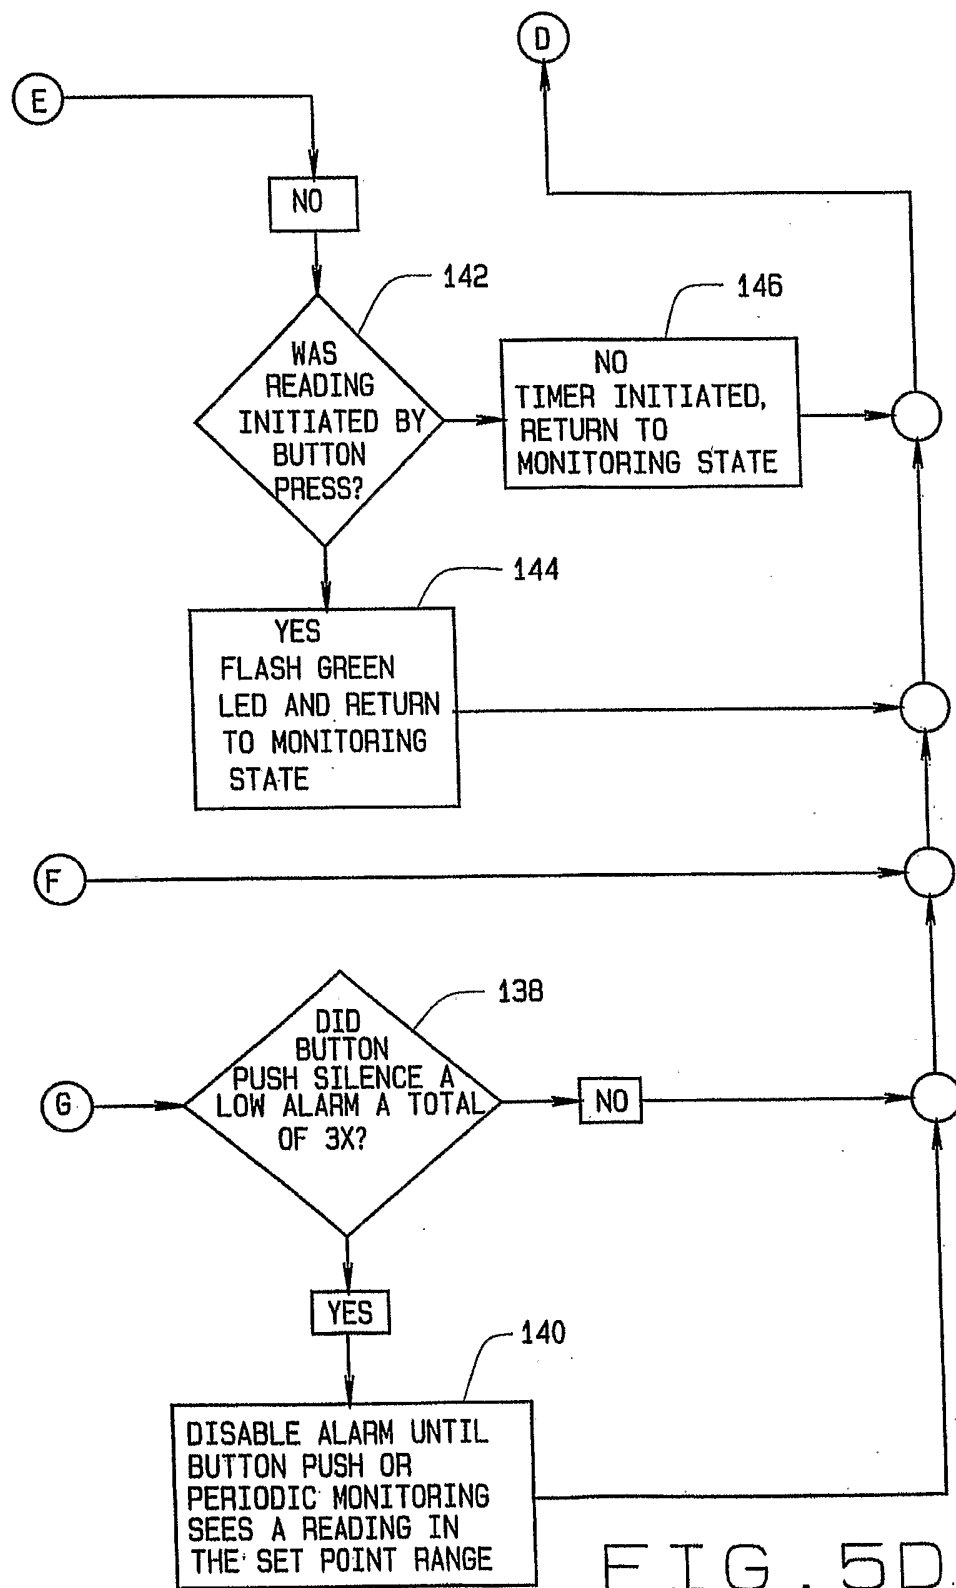 D
E
NO
142
WAS
READING
INITIATED BY
BUTTON
PRESS?
146
NO
TIMER INITIATED,
RETURN TO
MONITORING STATE
144
YES
FLASH GREEN
LED AND RETURN
TO MONITORING
STATE
F
138
DID
BUTTON
PUSH SILENCE A
LOW ALARM A TOTAL
OF 3X?
G
NO
YES
140
DISABLE ALARM UNTIL
BUTTON PUSH OR
PERIODIC MONITORING
SEES A READING IN
THE SET POINT RANGE
FIG. 5D.